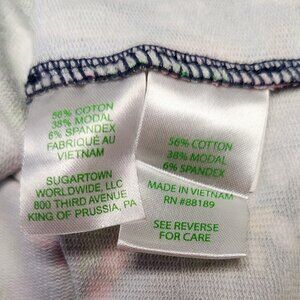 56% COTTON
38% MODAL
6% SPANDEX
FABRIQUÉ AU
VIETNAM
SUGARTOWN
WORLDWIDE, LLC
800 THIRD AVENUE
KING OF PRUSSIA, PA
56% COTTON
38% MODAL
6% SPANDEX
MADE IN VIETNAM
RN #88189
SEE REVERSE
FOR CARE